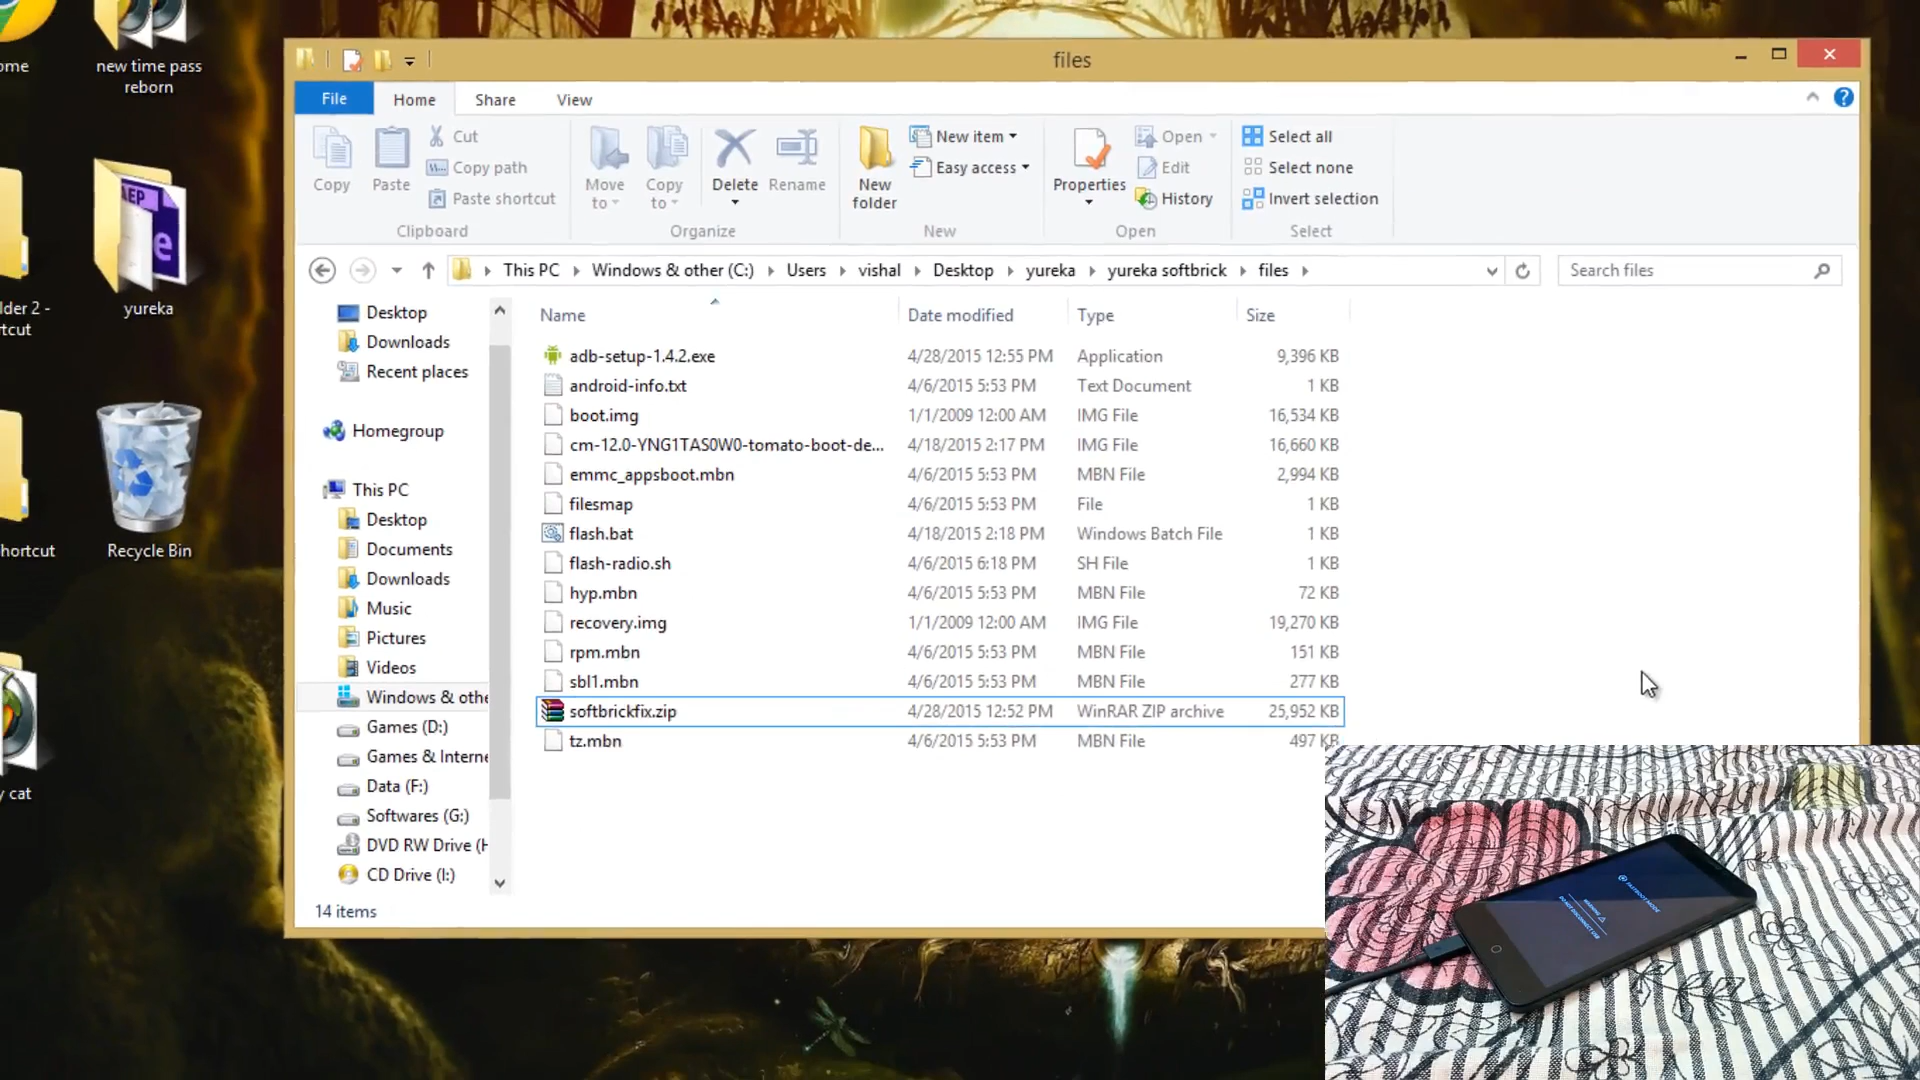 ome
new time pass
reborn
lder 2 -
rtcut
yureka
hortcut
Recycle Bin
y cat
files
File
Home
Share
View
Copy
Paste
Cut
Copy path
Paste shortcut
Clipboard
Move
to
Copy
to
Delete
Rename
Organize
New
folder
New item
Easy access
New
Properties
Open
Edit
History
Open
Select all
Select none
Invert selection
Select
This PC
Windows & other (C:)
Users
vishal
Desktop
yureka
yureka softbrick
files
Search files
Desktop
Downloads
Recent places
Homegroup
This PC
Desktop
Documents
Downloads
Music
Pictures
Videos
Windows & othe
Games (D:)
Games & Interne
Data (F:)
Softwares (G:)
DVD RW Drive (H
CD Drive (I:)
Name Date modified Type Size
adb-setup-1.4.2.exe 4/28/2015 12:55 PM Application 9,396 KB
android-info.txt 4/6/2015 5:53 PM Text Document 1 KB
boot.img 1/1/2009 12:00 AM IMG File 16,534 KB
cm-12.0-YNG1TAS0W0-tomato-boot-de... 4/18/2015 2:17 PM IMG File 16,660 KB
emmc_appsboot.mbn 4/6/2015 5:53 PM MBN File 2,994 KB
filesmap 4/6/2015 5:53 PM File 1 KB
flash.bat 4/18/2015 2:18 PM Windows Batch File 1 KB
flash-radio.sh 4/6/2015 6:18 PM SH File 1 KB
hyp.mbn 4/6/2015 5:53 PM MBN File 72 KB
recovery.img 1/1/2009 12:00 AM IMG File 19,270 KB
rpm.mbn 4/6/2015 5:53 PM MBN File 151 KB
sbl1.mbn 4/6/2015 5:53 PM MBN File 277 KB
softbrickfix.zip 4/28/2015 12:52 PM WinRAR ZIP archive 25,952 KB
tz.mbn 4/6/2015 5:53 PM MBN File 497 KB
14 items
FASTBOOT MODE
WARNING
DO NOT DISCONNECT USB